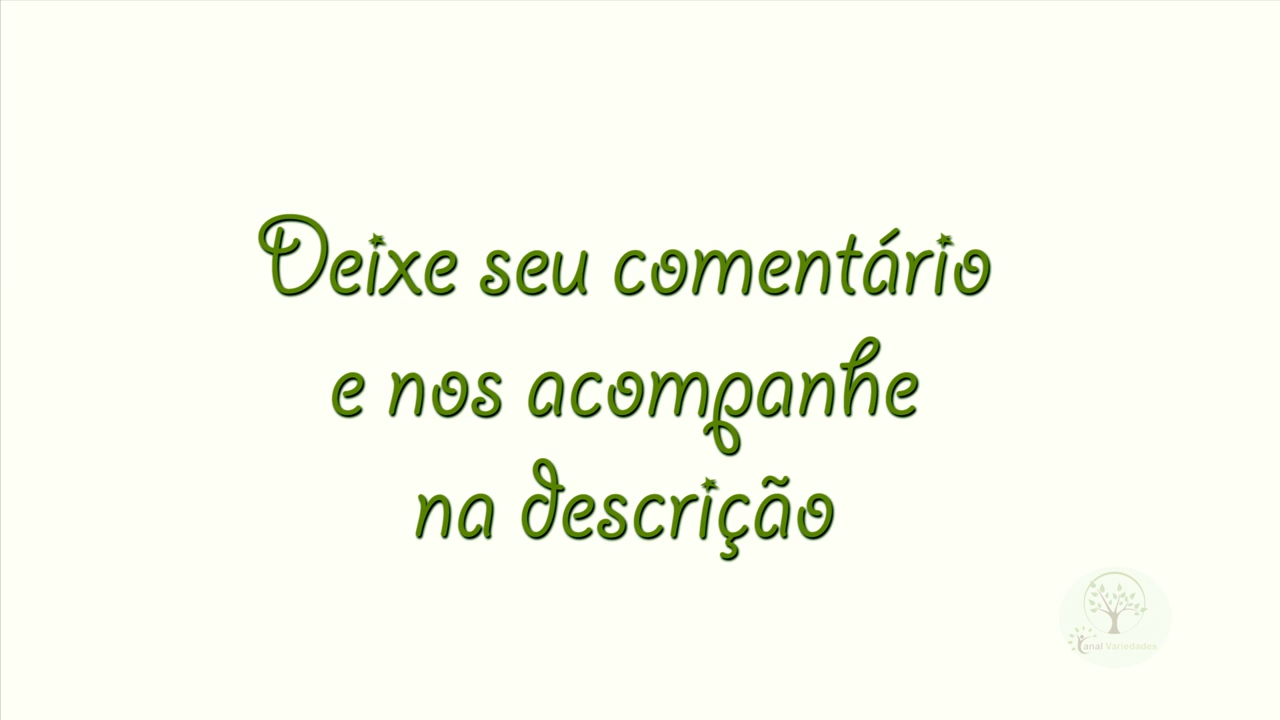 Deixe seu comentário
e nos acompanhe
na descrição
Canal Variedades